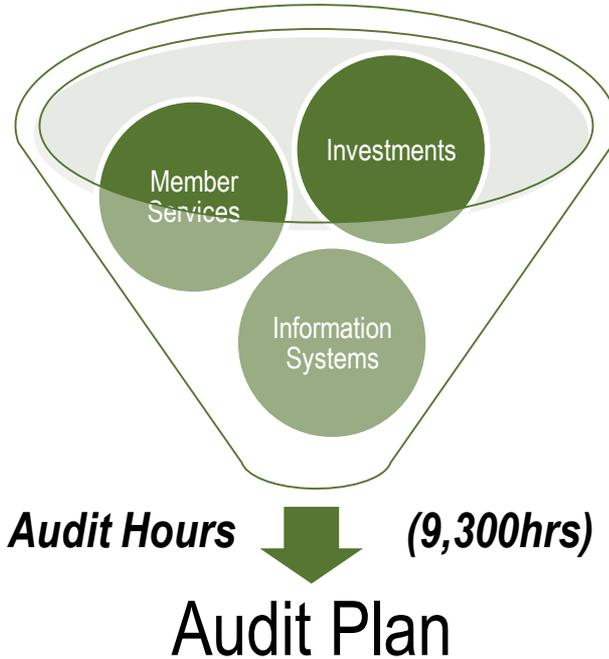 Investments
Member
Services
Information
Systems
Audit Hours (9,300hrs)
Audit Plan